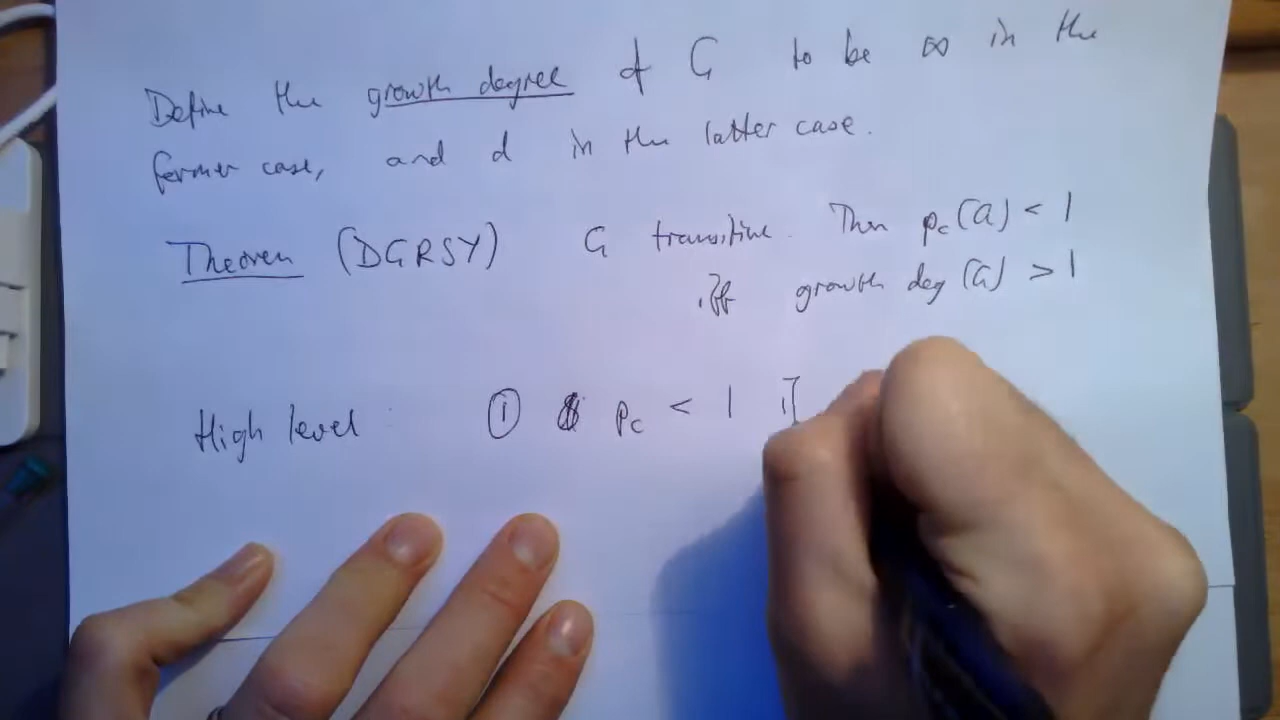 Define the growth degree of G to be ∞ in the
former case, and d in the latter case.
Theorem (DGRSY) G transitive. Then pc(G) < 1
iff growth deg (G) > 1
High level: ① pc < 1 if